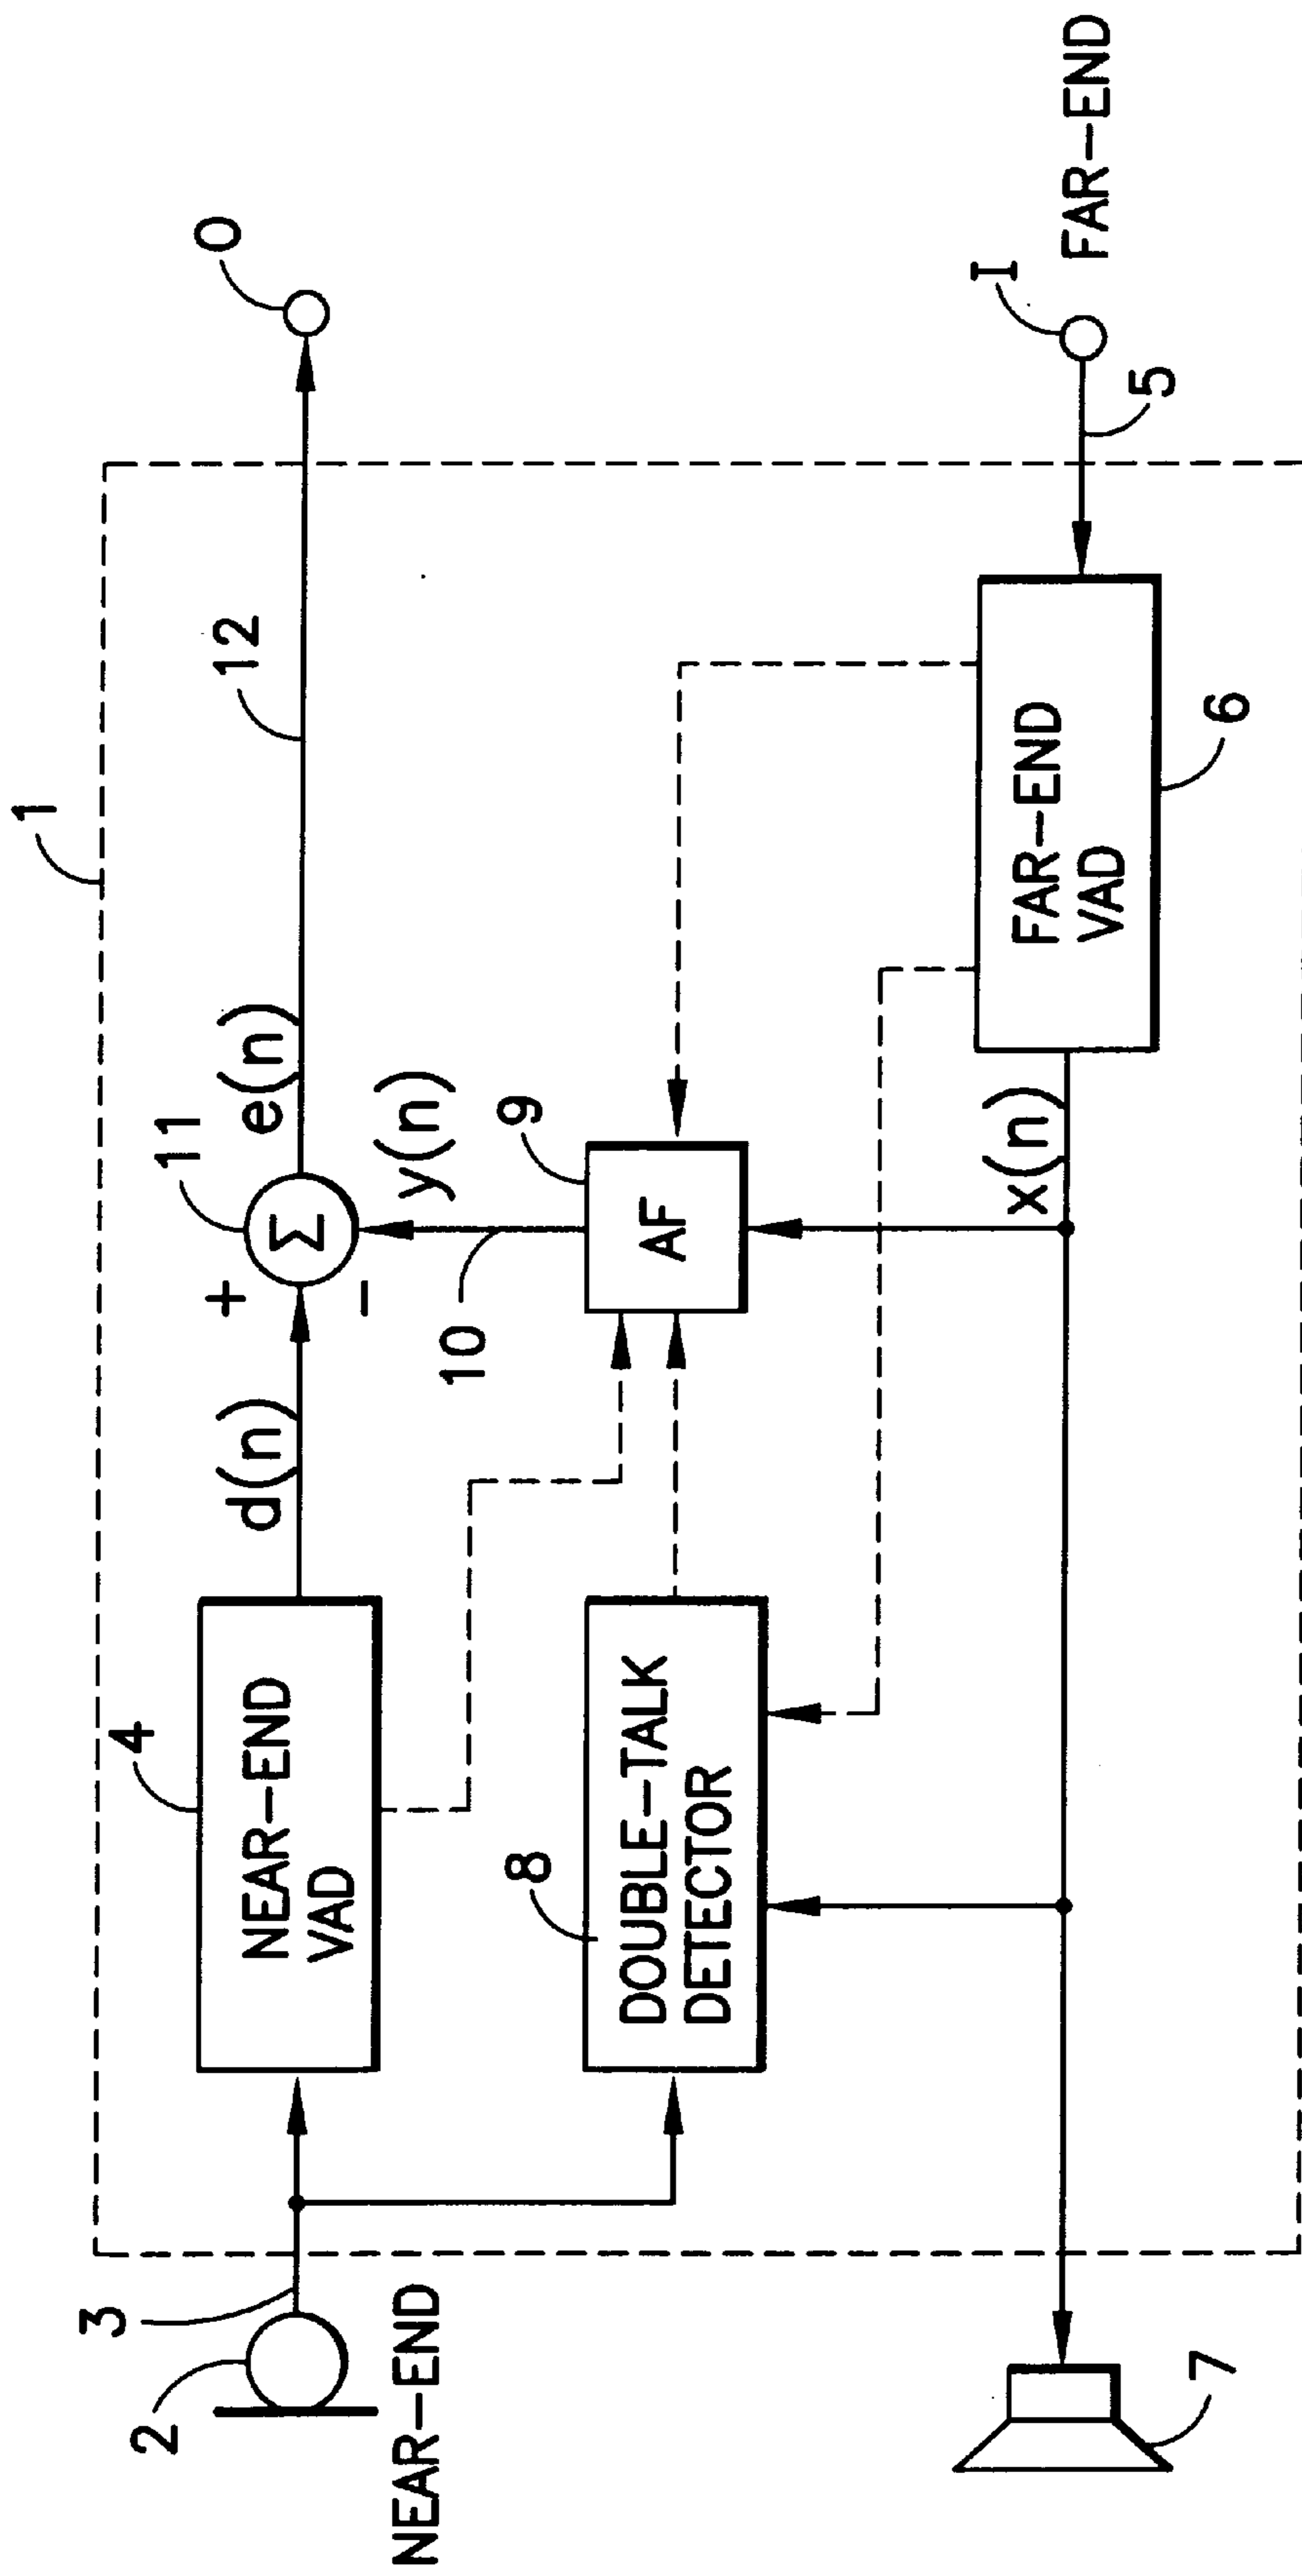 1
O
12
11
e(n)
d(n)
+
Σ
−
4
NEAR−END
VAD
3
2
NEAR−END
10
y(n)
9
AF
8
DOUBLE−TALK
DETECTOR
I
FAR−END
5
x(n)
FAR−END
VAD
6
7